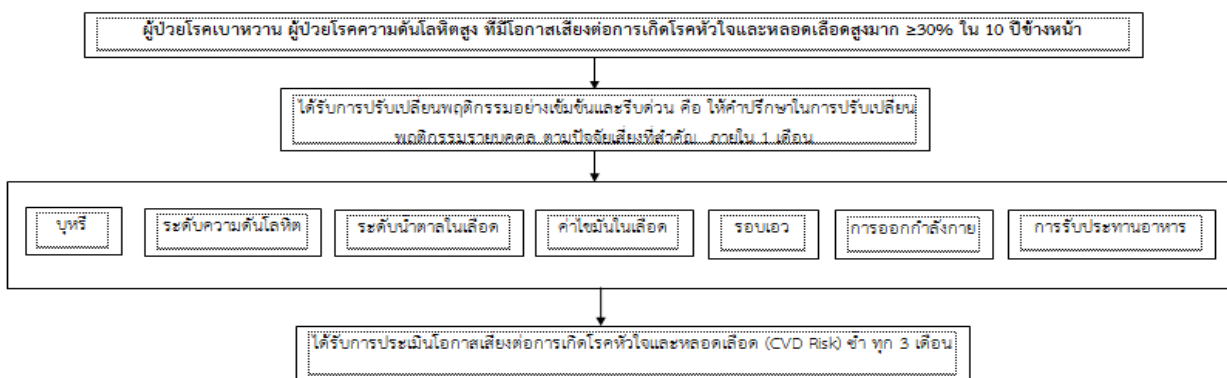 ผู้ป่วยโรคเบาหวาน ผู้ป่วยโรคความดันโลหิตสูง ที่มีโอกาสเสี่ยงต่อการเกิดโรคหัวใจและหลอดเลือดสูงมาก ≥30% ใน 10 ปีข้างหน้า
ได้รับการปรับเปลี่ยนพฤติกรรมอย่างเข้มข้นและรีบด่วน คือ ให้คำปรึกษาในการปรับเปลี่ยน
พฤติกรรมรายบุคคล ตามปัจจัยเสี่ยงที่สำคัญ ภายใน 1 เดือน
บุหรี่
ระดับความดันโลหิต
ระดับน้ำตาลในเลือด
ค่าไขมันในเลือด
รอบเอว
การออกกำลังกาย
การรับประทานอาหาร
ได้รับการประเมินโอกาสเสี่ยงต่อการเกิดโรคหัวใจและหลอดเลือด (CVD Risk) ซ้ำ ทุก 3 เดือน